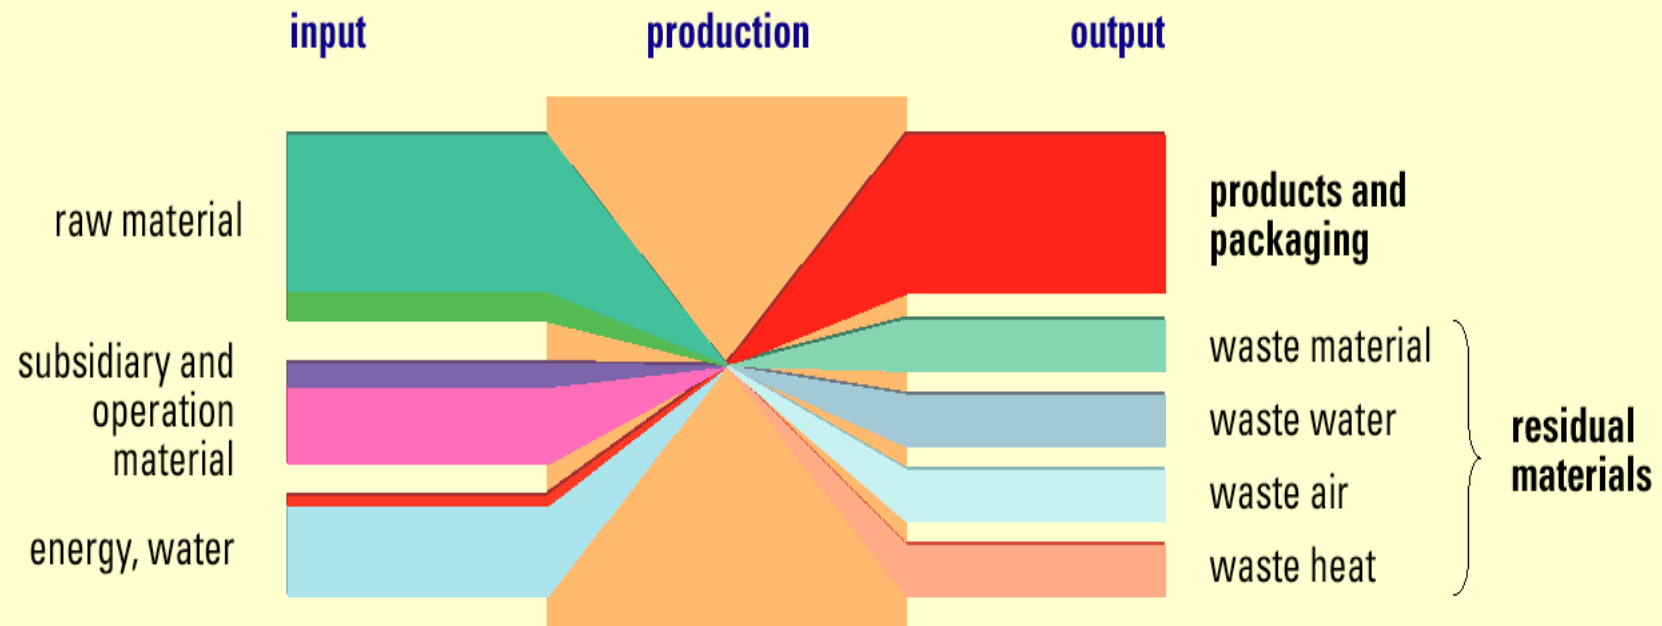 input
production
output
raw material
subsidiary and
operation
material
energy, water
products and
packaging
waste material
waste water
waste air
waste heat
residual
materials